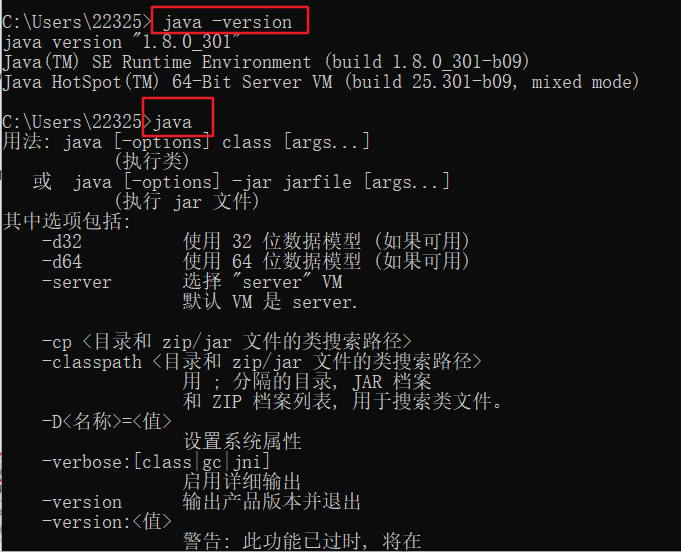 C:\Users\22325> java -version
java version "1.8.0_301"
Java(TM) SE Runtime Environment (build 1.8.0_301-b09)
Java HotSpot(TM) 64-Bit Server VM (build 25.301-b09, mixed mode)
C:\Users\22325>java
用法: java [-options] class [args...]
(执行类)
或 java [-options] -jar jarfile [args...]
(执行 jar 文件)
其中选项包括:
-d32 使用 32 位数据模型 (如果可用)
-d64 使用 64 位数据模型 (如果可用)
-server 选择 "server" VM
默认 VM 是 server.
-cp <目录和 zip/jar 文件的类搜索路径>
-classpath <目录和 zip/jar 文件的类搜索路径>
用 ; 分隔的目录, JAR 档案
和 ZIP 档案列表, 用于搜索类文件。
-D<名称>=<值>
设置系统属性
-verbose:[class|gc|jni]
启用详细输出
-version 输出产品版本并退出
-version:<值>
警告: 此功能已过时, 将在